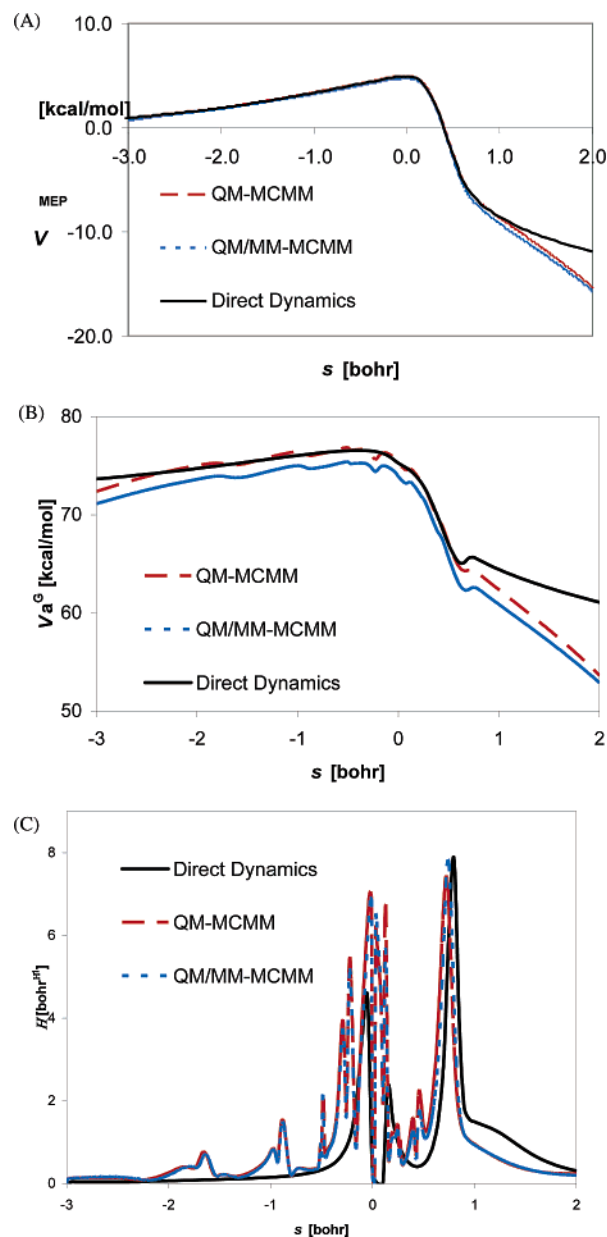 (A)
10.0
[kcal/mol]
0.0
-3.0 -2.0 -1.0 0.0 1.0 2.0
MEP
V
QM-MCMM
-10.0
QM/MM-MCMM
Direct Dynamics
-20.0
s [bohr]
(B)
80
70
60
50
VaG [kcal/mol]
QM-MCMM
QM/MM-MCMM
Direct Dynamics
-3 -2 -1 0 1 2
s [bohr]
(C)
8
6
4
2
0
Direct Dynamics
QM-MCMM
QM/MM-MCMM
-3 -2 -1 0 1 2
s [bohr]